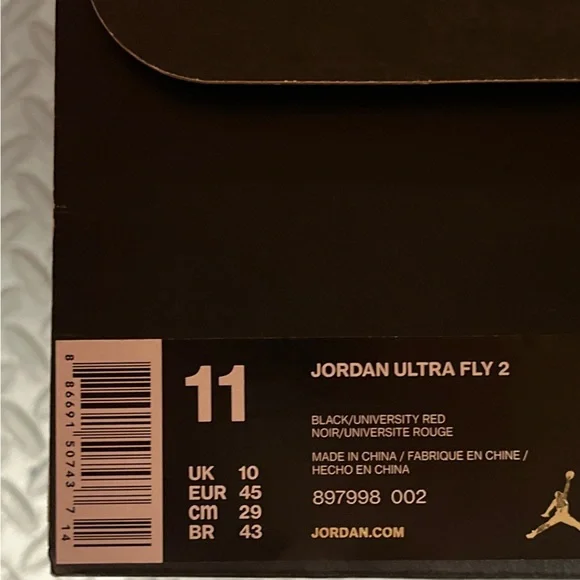 11
UK 10
EUR 45
cm 29
BR 43
JORDAN ULTRA FLY 2
BLACK/UNIVERSITY RED
NOIR/UNIVERSITE ROUGE
MADE IN CHINA / FABRIQUE EN CHINE /
HECHO EN CHINA
897998 002
JORDAN.COM
8 86691 50743 7 14